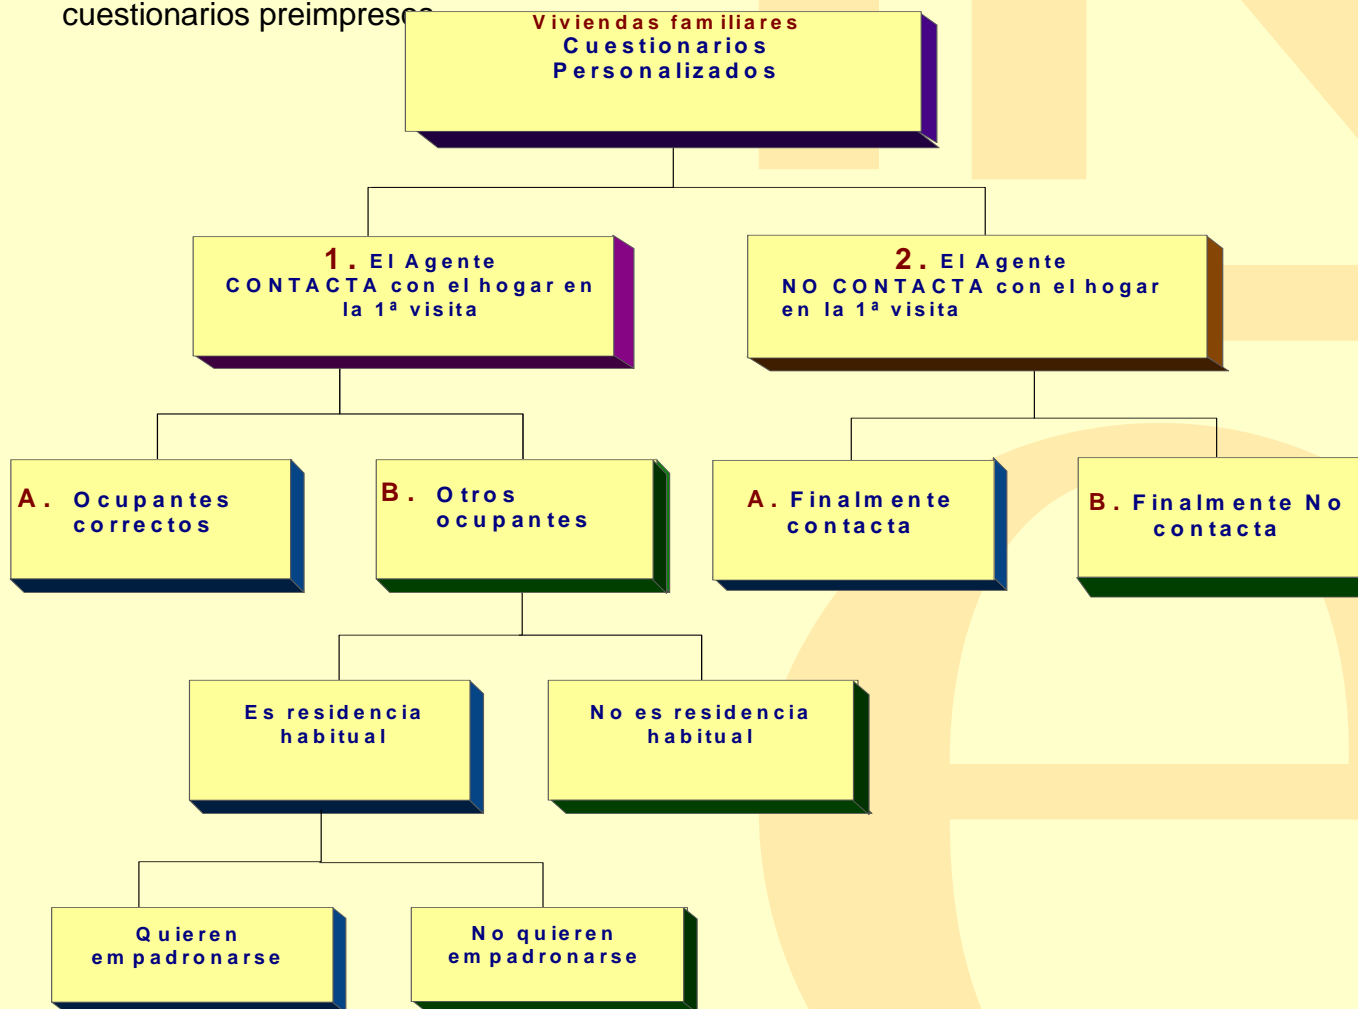 cuestionarios preimpresos
Viviendas familiares
Cuestionarios
Personalizados
1. El Agente
CONTACTA con el hogar en
la 1ª visita
2. El Agente
NO CONTACTA con el hogar
en la 1ª visita
A. Ocupantes
correctos
B. Otros
ocupantes
A. Finalmente
contacta
B. Finalmente No
contacta
Es residencia
habitual
No es residencia
habitual
Quieren
empadronarse
No quieren
empadronarse